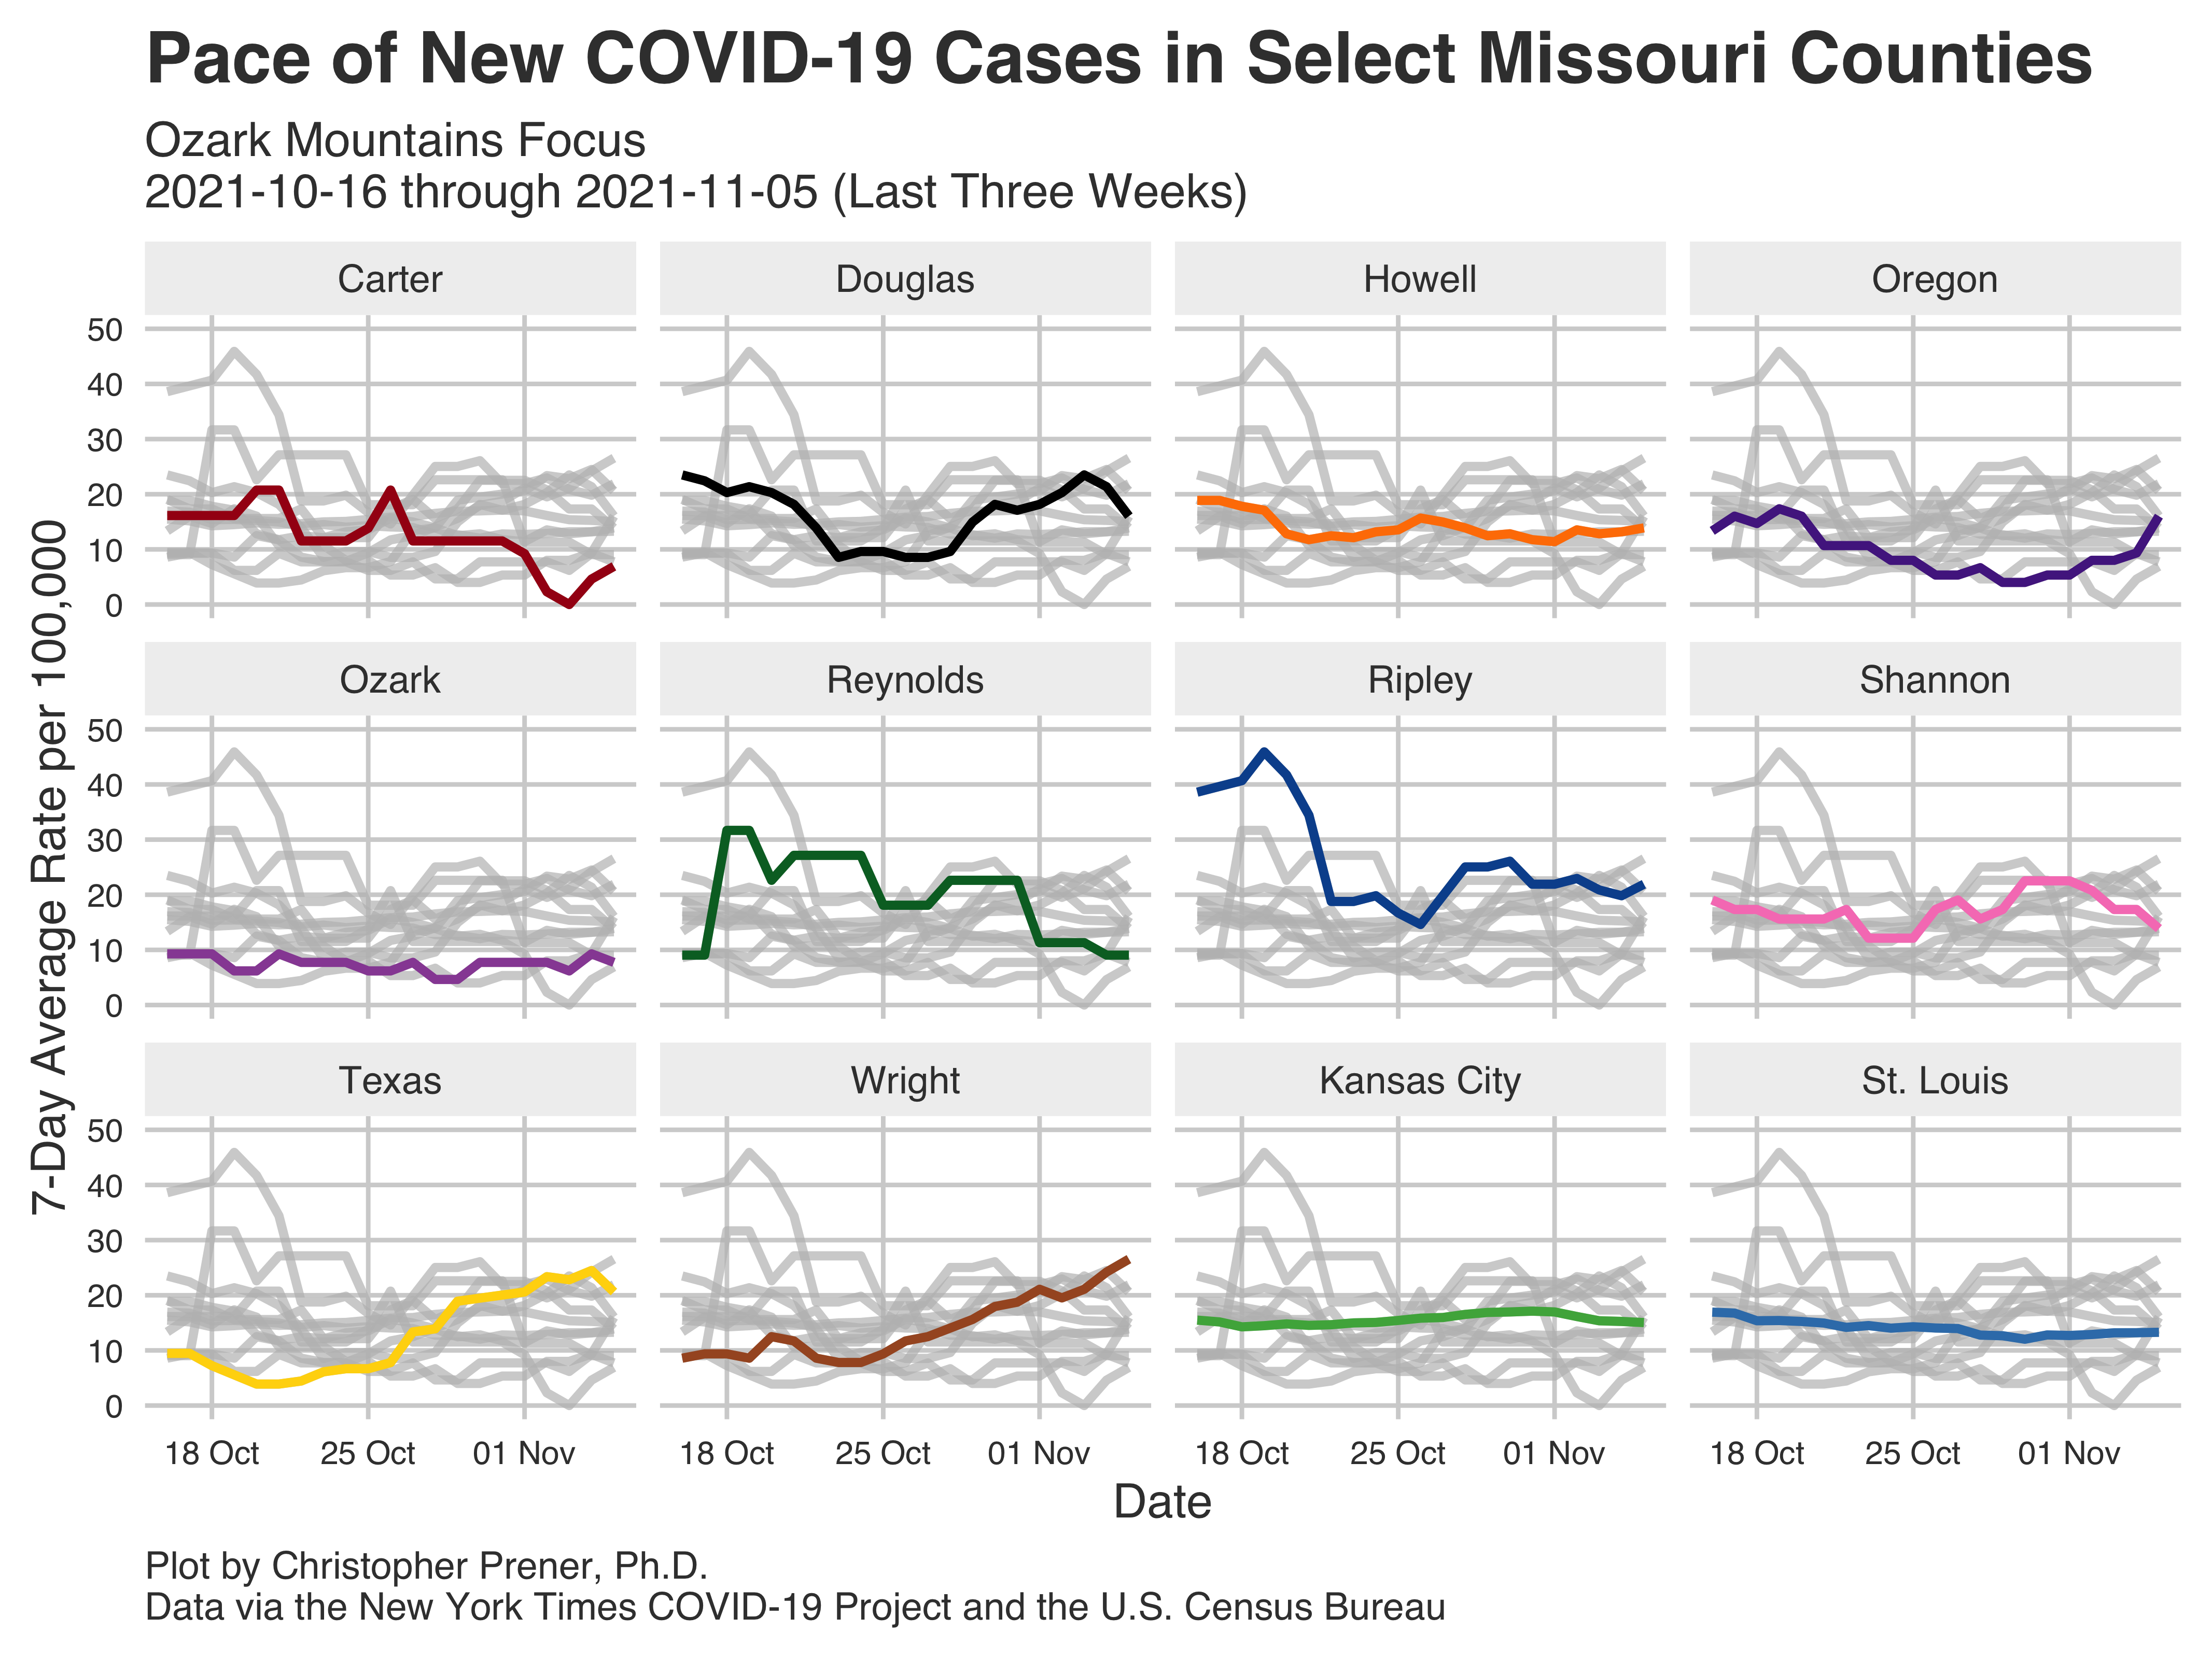 Pace of New COVID-19 Cases in Select Missouri Counties
Ozark Mountains Focus
2021-10-16 through 2021-11-05 (Last Three Weeks)
7-Day Average Rate per 100,000
Carter
Douglas
Howell
Oregon
50
40
30
20
10
0
Ozark
Reynolds
Ripley
Shannon
50
40
30
20
10
0
Texas
Wright
Kansas City
St. Louis
50
40
30
20
10
0
18 Oct
25 Oct
01 Nov
18 Oct
25 Oct
01 Nov
18 Oct
25 Oct
01 Nov
18 Oct
25 Oct
01 Nov
Date
Plot by Christopher Prener, Ph.D.
Data via the New York Times COVID-19 Project and the U.S. Census Bureau